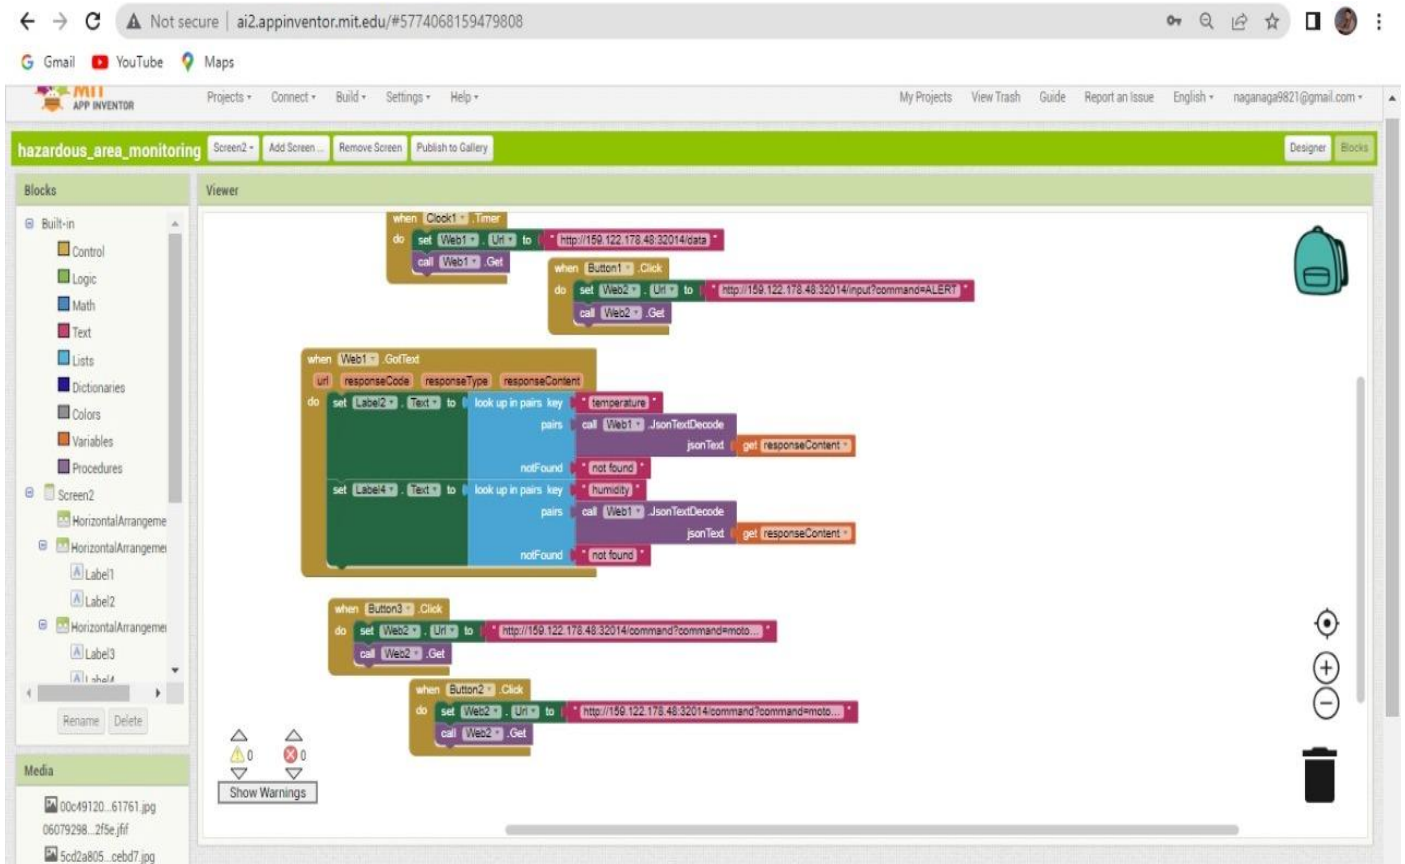 Not secure | ai2.appinventor.mit.edu/#5774068159479808
Gmail YouTube Maps
MIT
APP INVENTOR
Projects Connect Build Settings Help My Projects View Trash Guide Report an Issue English naganaga9821@gmail.com
hazardous_area_monitoring Screen2 Add Screen ... Remove Screen Publish to Gallery Designer Blocks
Blocks
Built-in
Control
Logic
Math
Text
Lists
Dictionaries
Colors
Variables
Procedures
Screen2
HorizontalArrangeme
HorizontalArrangemer
Label1
Label2
HorizontalArrangemer
Label3
Label4
Rename Delete
Media
00c49120...61761.jpg
06079298...2f5e.jfif
5cd2a805...cebd7.jpg
Viewer
when Clock1 .Timer
do set Web1 . Url to " http://159.122.178.48:32014/data "
call Web1 .Get
when Button1 .Click
do set Web2 . Url to " http://159.122.178.48:32014/input?command=ALERT "
call Web2 .Get
when Web1 .GotText
url responseCode responseType responseContent
do set Label2 . Text to look up in pairs key " temperature "
pairs call Web1 .JsonTextDecode
jsonText get responseContent
notFound " not found "
set Label4 . Text to look up in pairs key " humidity "
pairs call Web1 .JsonTextDecode
jsonText get responseContent
notFound " not found "
when Button3 .Click
do set Web2 . Url to " http://159.122.178.48:32014/command?command=moto... "
call Web2 .Get
when Button2 .Click
do set Web2 . Url to " http://159.122.178.48:32014/command?command=moto... "
call Web2 .Get
0 0
Show Warnings